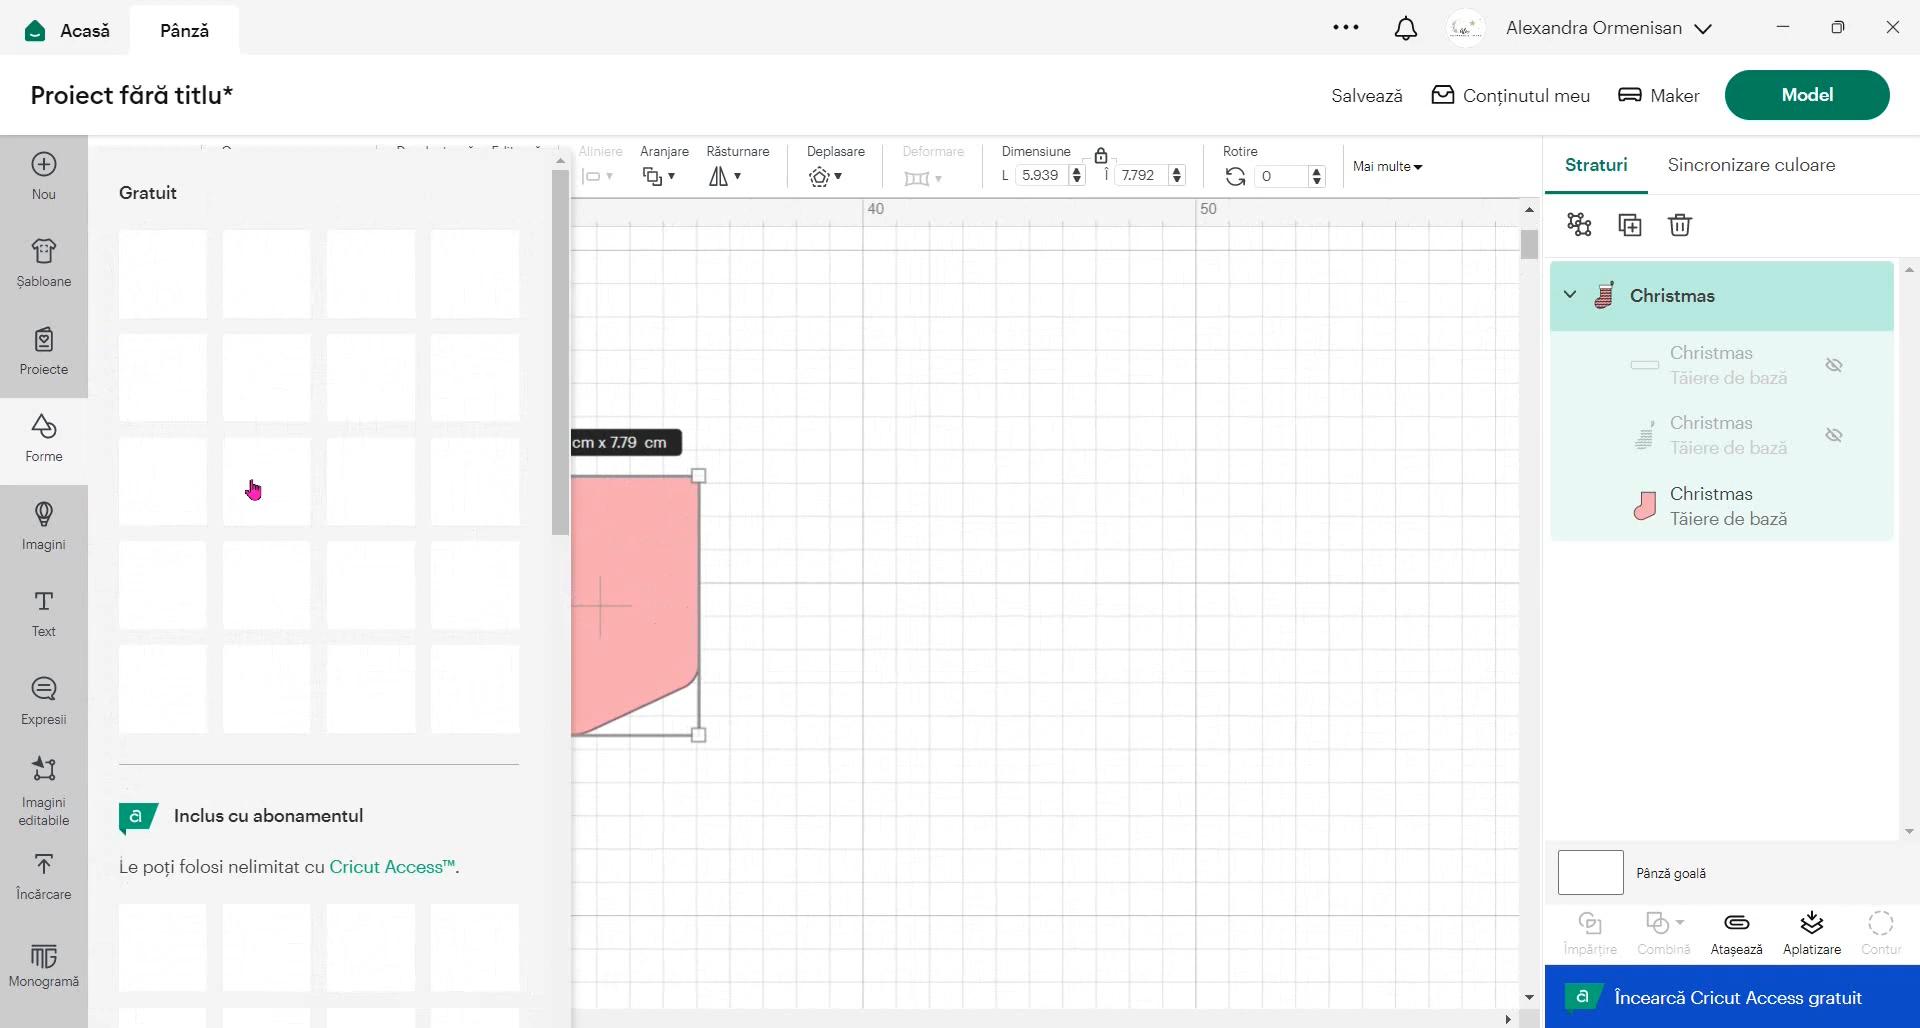 Acasă
Pânză
Alexandra Ormenisan
Proiect fără titlu*
Salvează
Conținutul meu
Maker
Model
Nou
Șabloane
Proiecte
Forme
Imagini
Text
Expresii
Imagini
editabile
Încărcare
Monogramă
Gratuit
Inclus cu abonamentul
Le poți folosi nelimitat cu Cricut Access™.
Aliniere
Aranjare
Răsturnare
Deplasare
Deformare
Dimensiune
L 5.939
Î 7.792
Rotire
0
Mai multe
40
50
cm x 7.79 cm
Straturi
Sincronizare culoare
Christmas
Christmas
Tăiere de bază
Christmas
Tăiere de bază
Christmas
Tăiere de bază
Pânză goală
Împărțire
Combină
Atașează
Aplatizare
Contur
a Încearcă Cricut Access gratuit